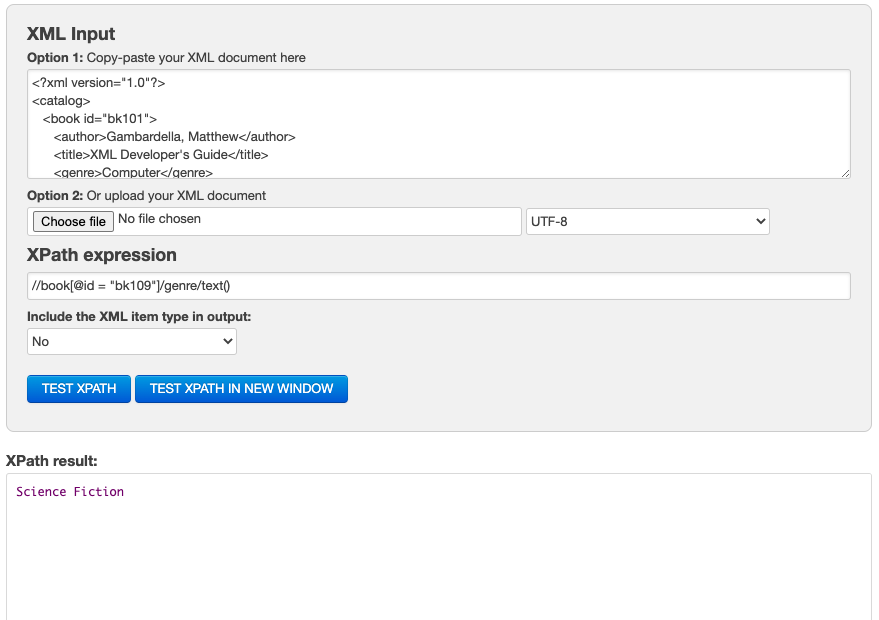 XML Input
Option 1: Copy-paste your XML document here
<?xml version="1.0"?>
<catalog>
<book id="bk101">
<author>Gambardella, Matthew</author>
<title>XML Developer's Guide</title>
<genre>Computer</genre>
Option 2: Or upload your XML document
Choose file No file chosen UTF-8
XPath expression
//book[@id = "bk109"]/genre/text()
Include the XML item type in output:
No
TEST XPATH TEST XPATH IN NEW WINDOW
XPath result:
Science Fiction